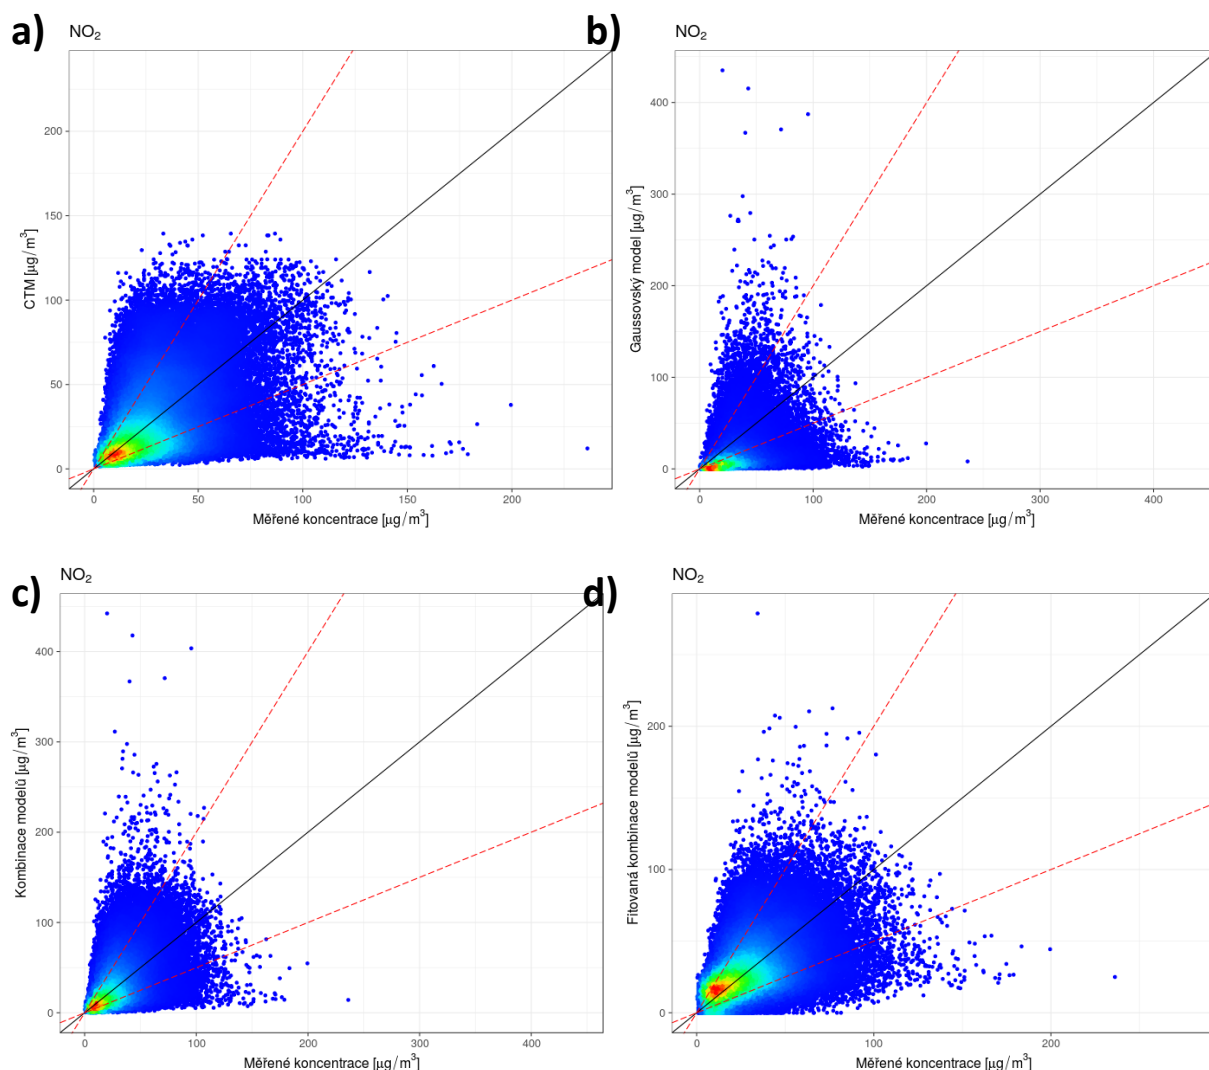 a)
NO2
CTM [μg/m3]
200
150
100
50
0
0 50 100 150 200
Měřené koncentrace [μg/m3]
b)
NO2
Gaussovský model [μg/m3]
400
300
200
100
0
0 100 200 300 400
Měřené koncentrace [μg/m3]
c)
NO2
Kombinace modelů [μg/m3]
400
300
200
100
0
0 100 200 300 400
Měřené koncentrace [μg/m3]
d)
NO2
Fitovaná kombinace modelů [μg/m3]
200
100
0
0 100 200
Měřené koncentrace [μg/m3]